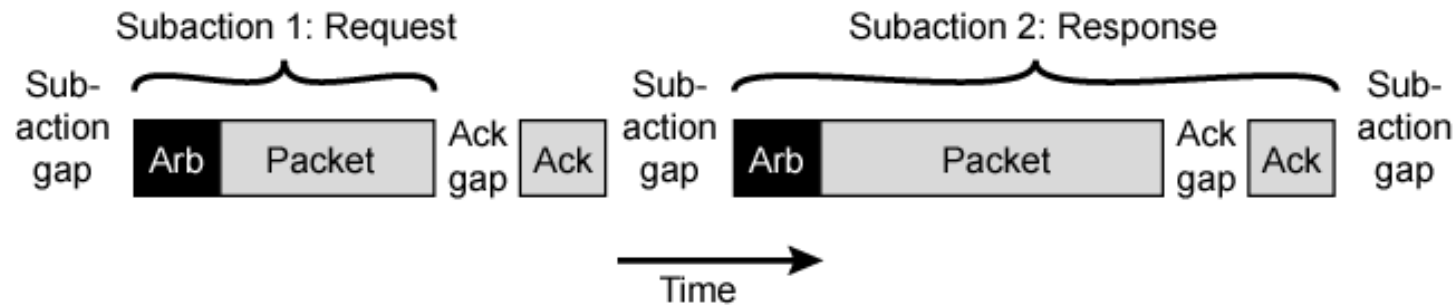 Subaction 1: Request
Subaction 2: Response
Sub-
action
gap
Arb
Packet
Ack
gap
Ack
Sub-
action
gap
Arb
Packet
Ack
gap
Ack
Sub-
action
gap
Time